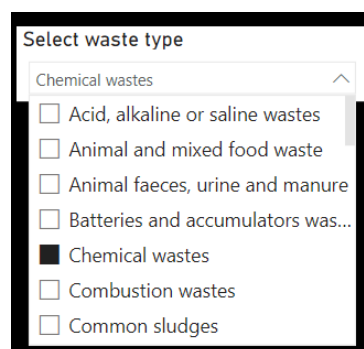 Select waste type
Chemical wastes
Acid, alkaline or saline wastes
Animal and mixed food waste
Animal faeces, urine and manure
Batteries and accumulators was...
Chemical wastes
Combustion wastes
Common sludges